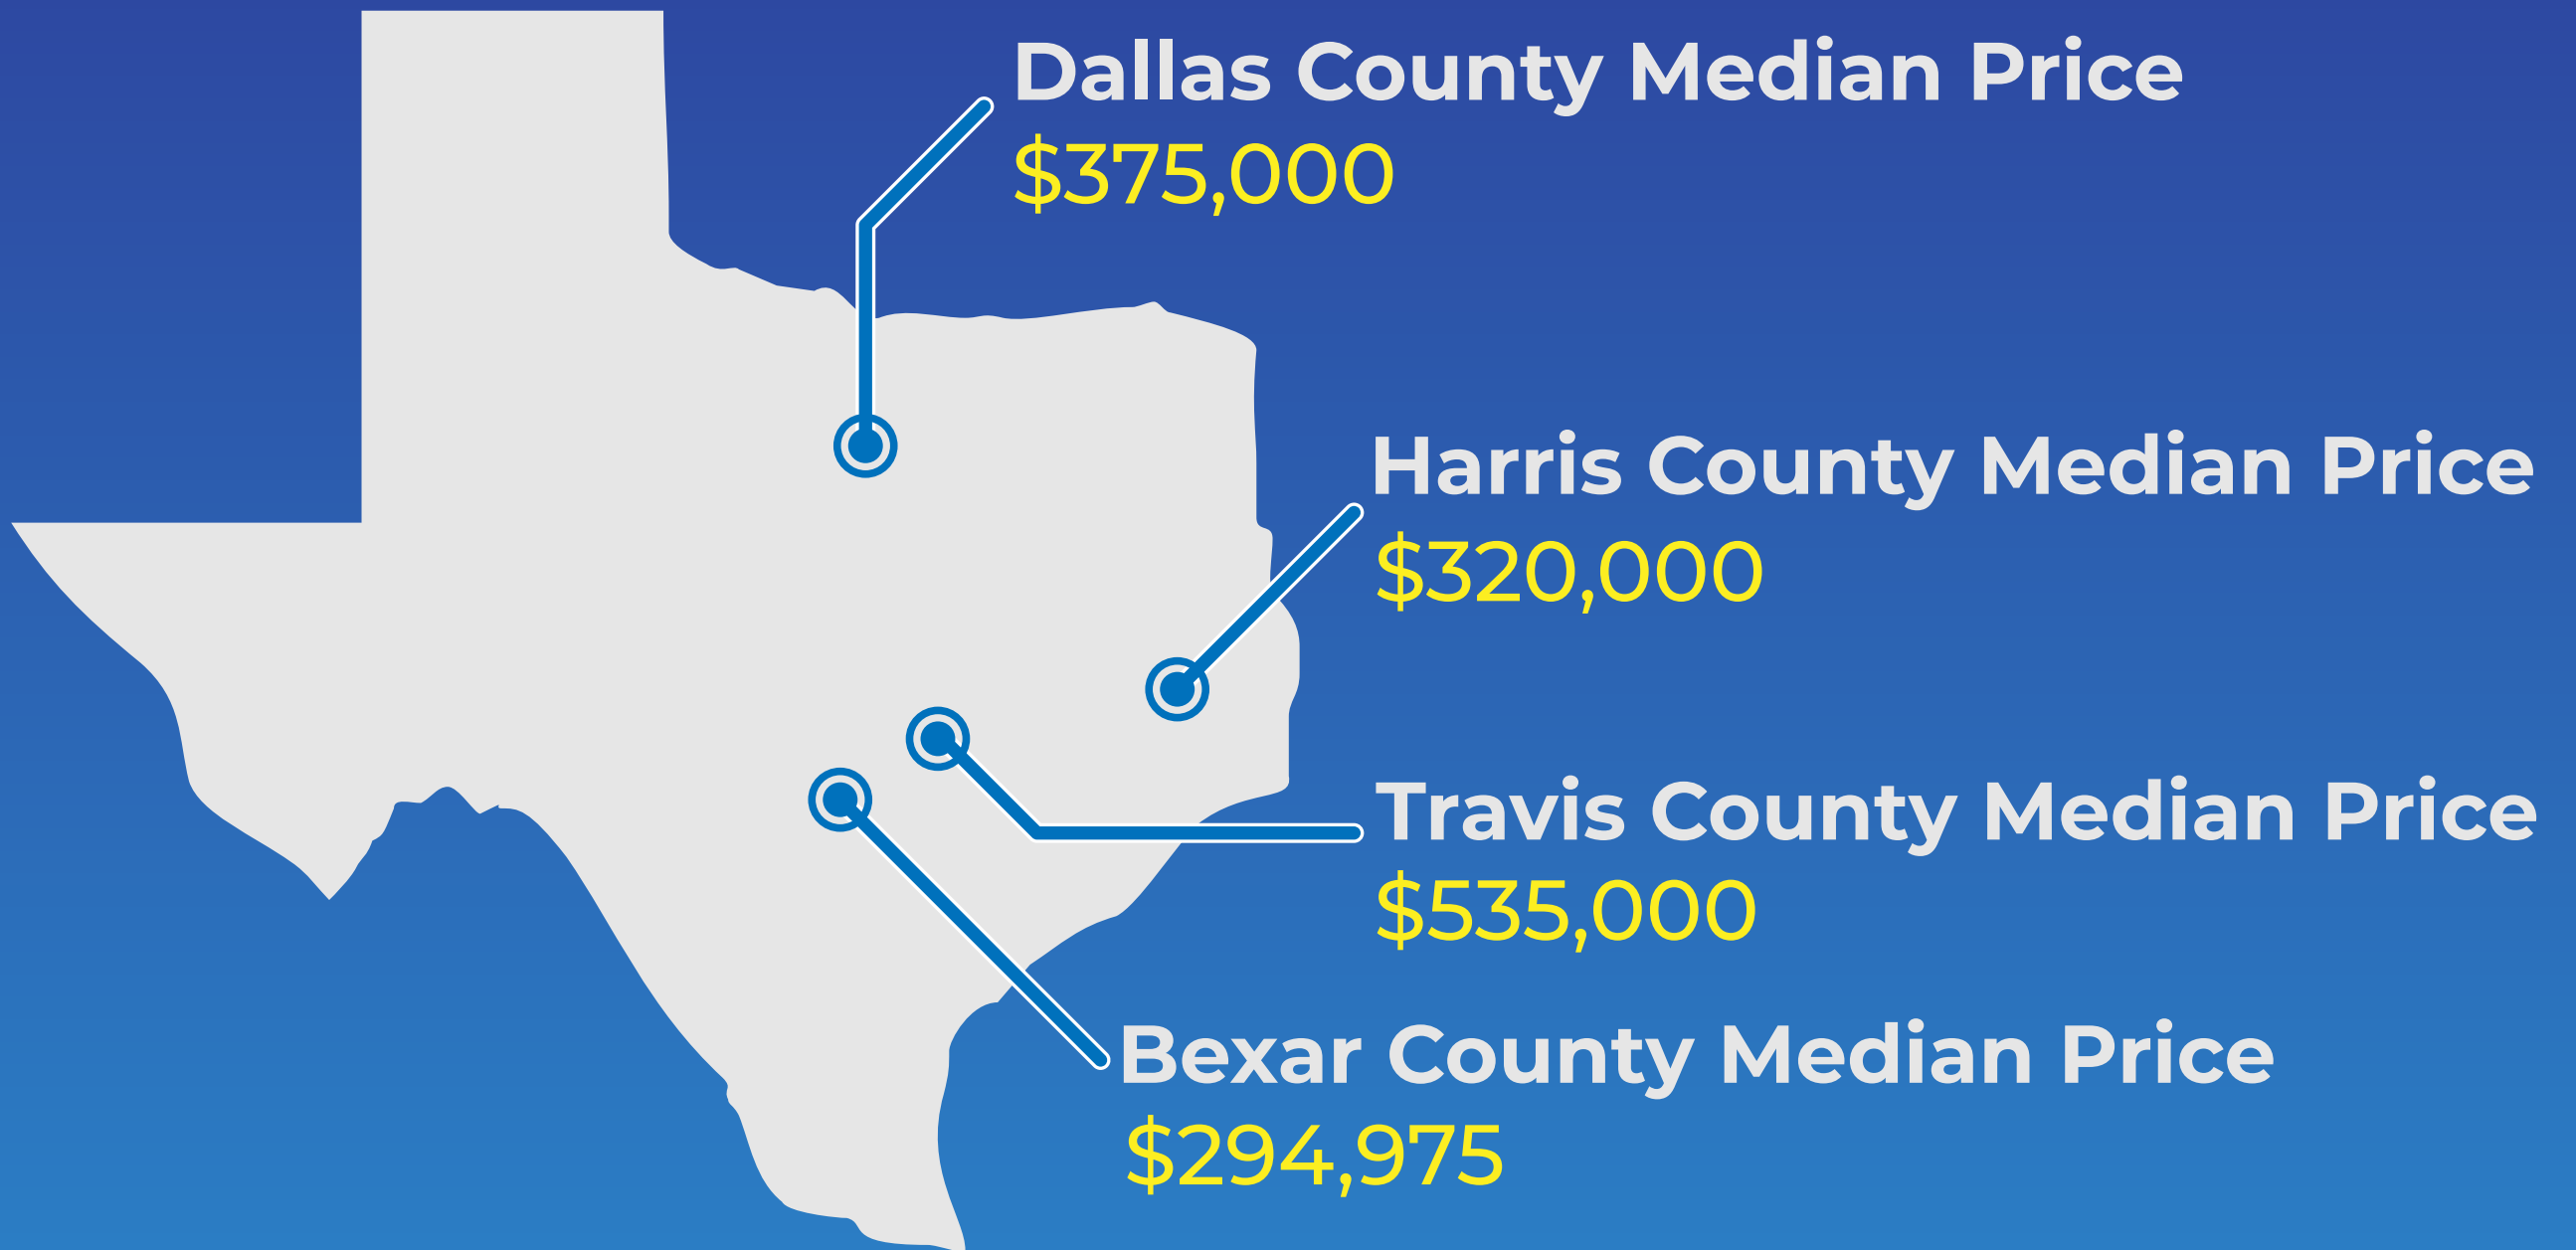 Dallas County Median Price
$375,000
Harris County Median Price
$320,000
Travis County Median Price
$535,000
Bexar County Median Price
$294,975